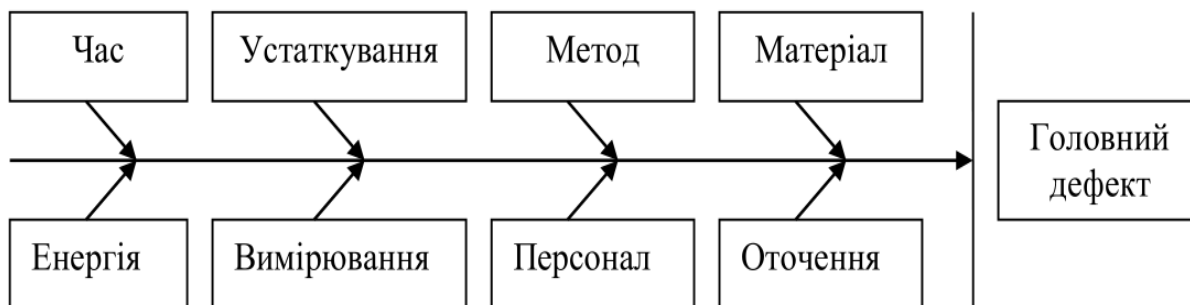 Час
Устаткування
Метод
Матеріал
Головний
дефект
Енергія
Вимірювання
Персонал
Оточення